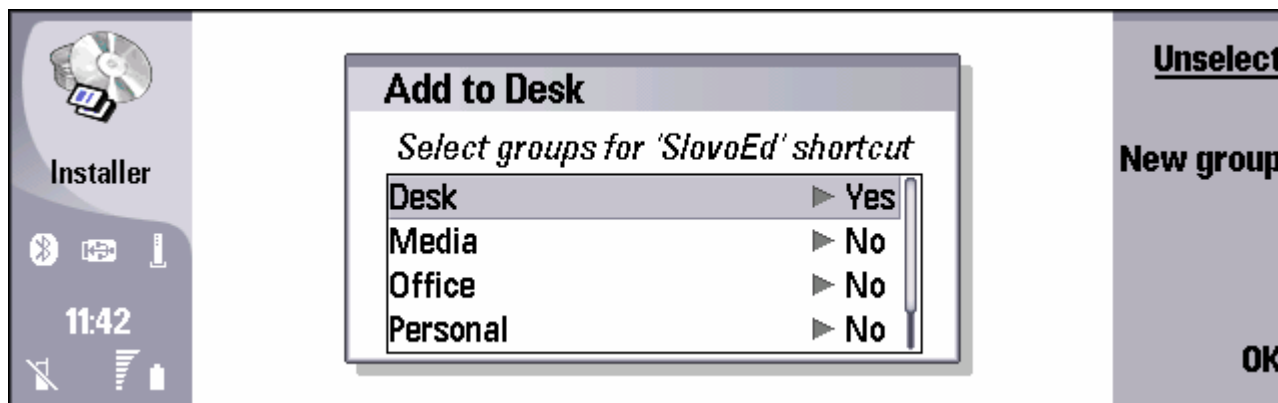 Installer
11:42
Add to Desk
Select groups for 'SlovoEd' shortcut
Desk Yes
Media No
Office No
Personal No
Unselect
New group
OK